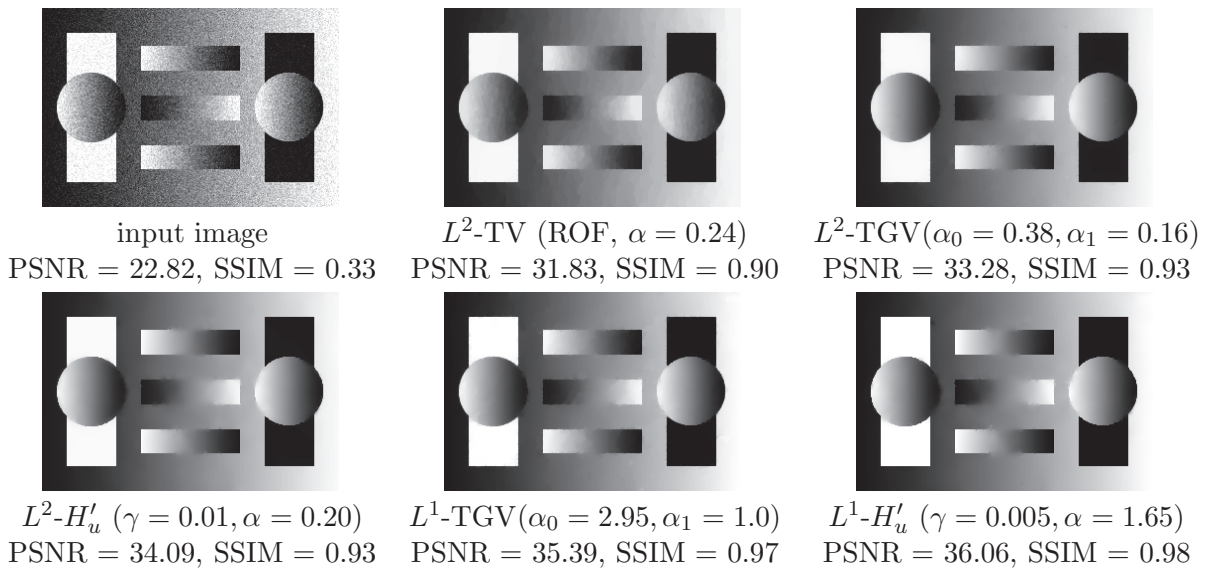 input image
PSNR = 22.82, SSIM = 0.33
L²-TV (ROF, α = 0.24)
PSNR = 31.83, SSIM = 0.90
L²-TGV(α₀ = 0.38, α₁ = 0.16)
PSNR = 33.28, SSIM = 0.93
L²-H′ᵤ (γ = 0.01, α = 0.20)
PSNR = 34.09, SSIM = 0.93
L¹-TGV(α₀ = 2.95, α₁ = 1.0)
PSNR = 35.39, SSIM = 0.97
L¹-H′ᵤ (γ = 0.005, α = 1.65)
PSNR = 36.06, SSIM = 0.98